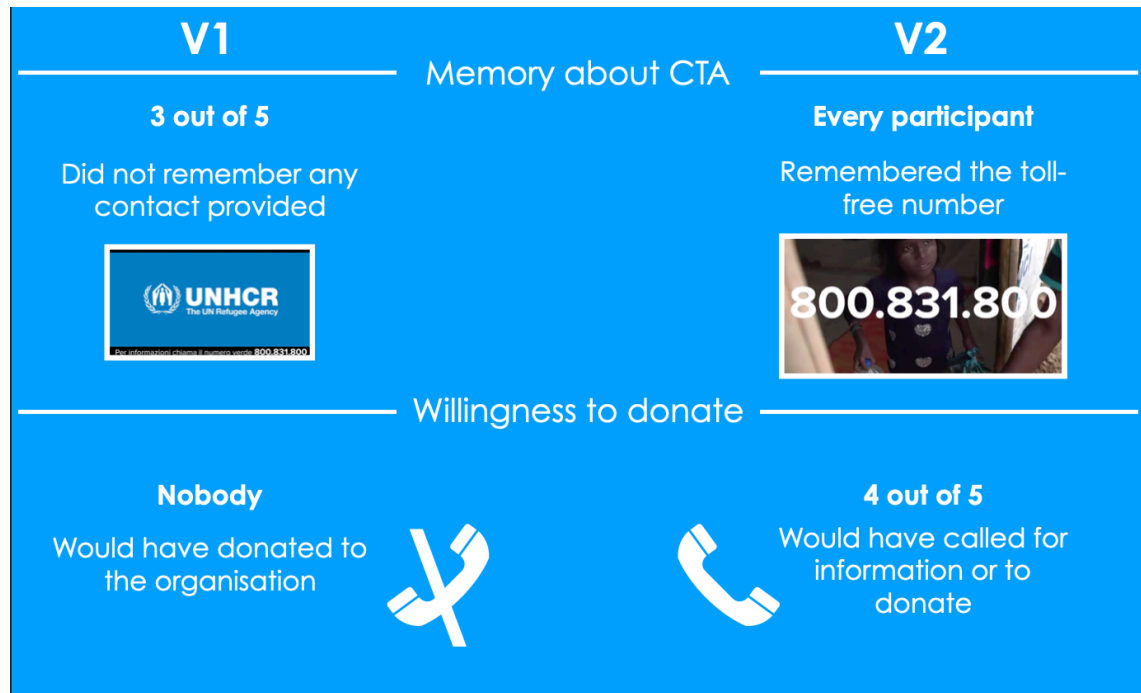 V1
V2
Memory about CTA
3 out of 5
Did not remember any
contact provided
UNHCR
The UN Refugee Agency
Per informazioni chiama il numero verde 800.831.800
Every participant
Remembered the toll-
free number
800.831.800
Willingness to donate
Nobody
Would have donated to
the organisation
4 out of 5
Would have called for
information or to
donate